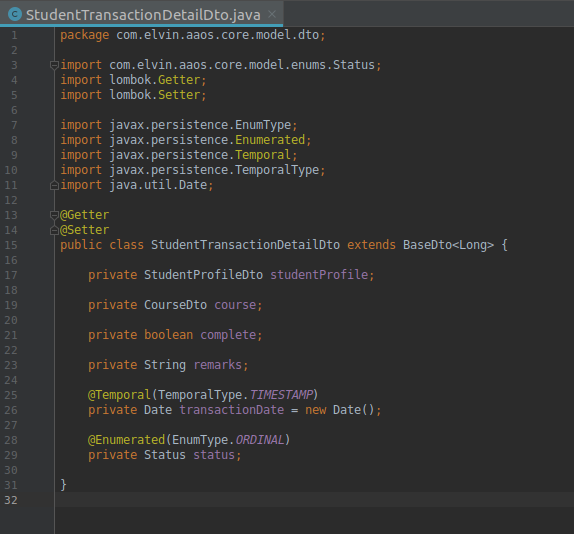 StudentTransactionDetailDto.java
1 package com.elvin.aaos.core.model.dto;
2
3 import com.elvin.aaos.core.model.enums.Status;
4 import lombok.Getter;
5 import lombok.Setter;
6
7 import javax.persistence.EnumType;
8 import javax.persistence.Enumerated;
9 import javax.persistence.Temporal;
10 import javax.persistence.TemporalType;
11 import java.util.Date;
12
13 @Getter
14 @Setter
15 public class StudentTransactionDetailDto extends BaseDto<Long> {
16
17     private StudentProfileDto studentProfile;
18
19     private CourseDto course;
20
21     private boolean complete;
22
23     private String remarks;
24
25     @Temporal(TemporalType.TIMESTAMP)
26     private Date transactionDate = new Date();
27
28     @Enumerated(EnumType.ORDINAL)
29     private Status status;
30
31 }
32